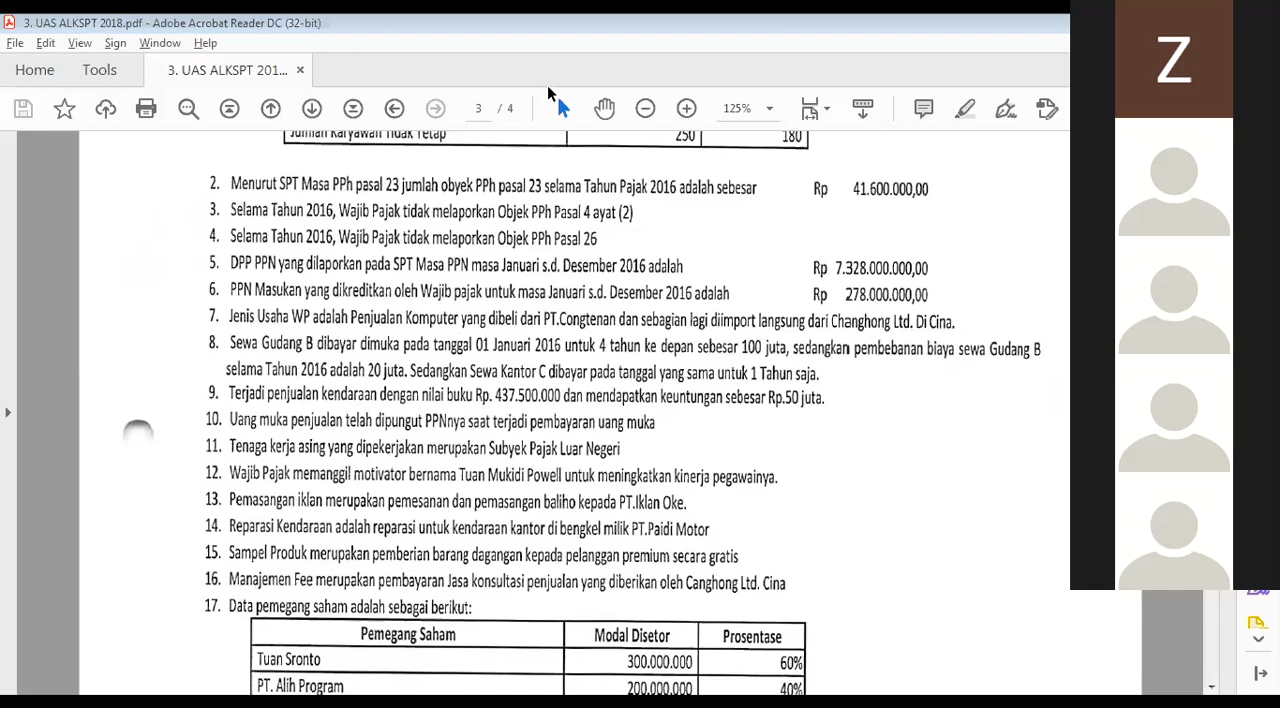 3. UAS ALKSPT 2018.pdf - Adobe Acrobat Reader DC (32-bit)
File Edit View Sign Window Help
Home Tools 3. UAS ALKSPT 201... ×
3 / 4 125%
Z
Jumlah Karyawan Tidak Tetap 250 180
2. Menurut SPT Masa PPh pasal 23 jumlah obyek PPh pasal 23 selama Tahun Pajak 2016 adalah sebesar Rp 41.600.000,00
3. Selama Tahun 2016, Wajib Pajak tidak melaporkan Objek PPh Pasal 4 ayat (2)
4. Selama Tahun 2016, Wajib Pajak tidak melaporkan Objek PPh Pasal 26
5. DPP PPN yang dilaporkan pada SPT Masa PPN masa Januari s.d. Desember 2016 adalah Rp 7.328.000.000,00
6. PPN Masukan yang dikreditkan oleh Wajib pajak untuk masa Januari s.d. Desember 2016 adalah Rp 278.000.000,00
7. Jenis Usaha WP adalah Penjualan Komputer yang dibeli dari PT.Congtenan dan sebagian lagi diimport langsung dari Changhong Ltd. Di Cina.
8. Sewa Gudang B dibayar dimuka pada tanggal 01 Januari 2016 untuk 4 tahun ke depan sebesar 100 juta, sedangkan pembebanan biaya sewa Gudang B
selama Tahun 2016 adalah 20 juta. Sedangkan Sewa Kantor C dibayar pada tanggal yang sama untuk 1 Tahun saja.
9. Terjadi penjualan kendaraan dengan nilai buku Rp. 437.500.000 dan mendapatkan keuntungan sebesar Rp.50 juta.
10. Uang muka penjualan telah dipungut PPNnya saat terjadi pembayaran uang muka
11. Tenaga kerja asing yang dipekerjakan merupakan Subyek Pajak Luar Negeri
12. Wajib Pajak memanggil motivator bernama Tuan Mukidi Powell untuk meningkatkan kinerja pegawainya.
13. Pemasangan iklan merupakan pemesanan dan pemasangan baliho kepada PT.Iklan Oke.
14. Reparasi Kendaraan adalah reparasi untuk kendaraan kantor di bengkel milik PT.Paidi Motor
15. Sampel Produk merupakan pemberian barang dagangan kepada pelanggan premium secara gratis
16. Manajemen Fee merupakan pembayaran Jasa konsultasi penjualan yang diberikan oleh Canghong Ltd. Cina
17. Data pemegang saham adalah sebagai berikut:
Pemegang Saham Modal Disetor Prosentase
Tuan Sronto 300.000.000 60%
PT. Alih Program 200.000.000 40%